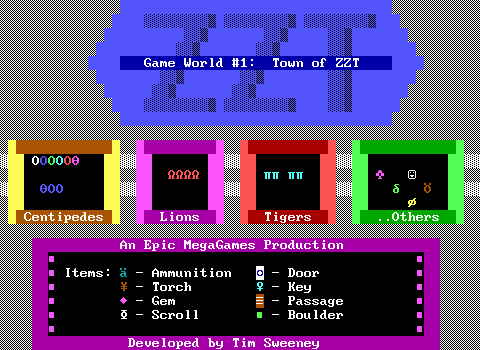 ZZT
Game World #1:  Town of ZZT
Centipedes
Lions
Tigers
..Others
An Epic MegaGames Production
Items: ä - Ammunition
¥ - Torch
♦ - Gem
- Scroll
- Door
♀ - Key
≡ - Passage
■ - Boulder
Developed by Tim Sweeney